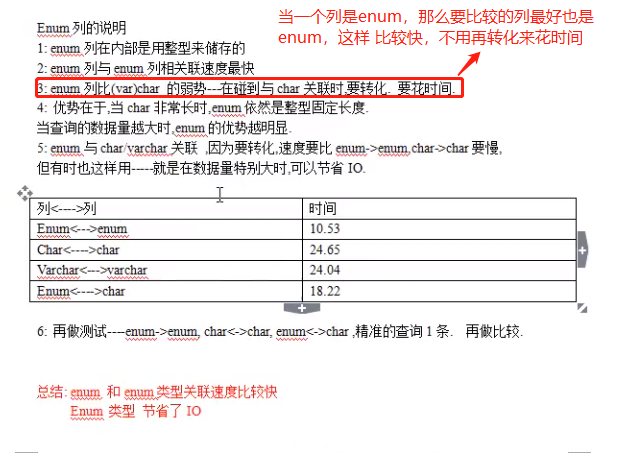 当一个列是enum，那么要比较的列最好也是
enum，这样 比较快，不用再转化来花时间
Enum 列的说明
1: enum 列在内部是用整型来储存的
2: enum 列与 enum 列相关联速度最快
3: enum 列比(var)char 的弱势---在碰到与 char 关联时,要转化. 要花时间.
4: 优势在于,当 char 非常长时,enum 依然是整型固定长度.
当查询的数据量越大时,enum 的优势越明显.
5: enum 与 char/varchar 关联 ,因为要转化,速度要比 enum->enum,char->char 要慢,
但有时也这样用-----就是在数据量特别大时,可以节省 IO.
列<---->列 时间
Enum<--->enum 10.53
Char<---->char 24.65
Varchar<--->varchar 24.04
Enum<---->char 18.22
6: 再做测试----enum->enum, char<->char, enum<->char ,精准的查询 1 条. 再做比较.
总结: enum 和 enum 类型关联速度比较快
Enum 类型 节省了 IO